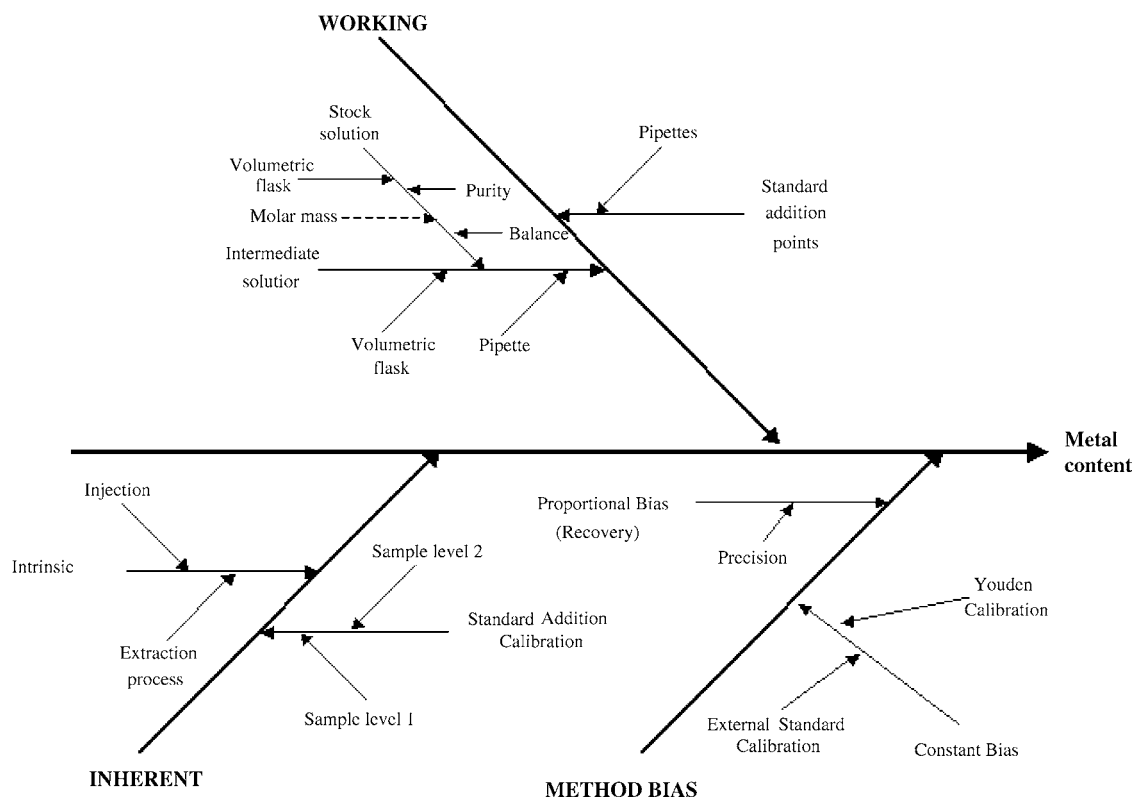 WORKING
Stock
solution
Pipettes
Volumetric
flask
Purity
Standard
addition
points
Molar mass
Balance
Intermediate
solutior
Volumetric
flask
Pipette
Metal
content
Injection
Proportional Bias
(Recovery)
Precision
Sample level 2
Intrinsic
Youden
Calibration
Standard Addition
Calibration
Extraction
process
Sample level 1
External Standard
Calibration
Constant Bias
INHERENT
METHOD BIAS